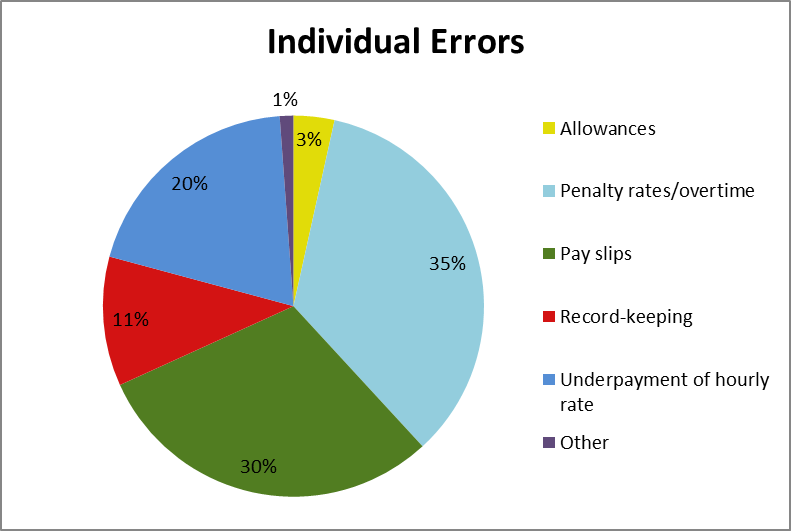 Individual Errors
1%
3%
20%
35%
11%
30%
Allowances
Penalty rates/overtime
Pay slips
Record-keeping
Underpayment of hourly
rate
Other